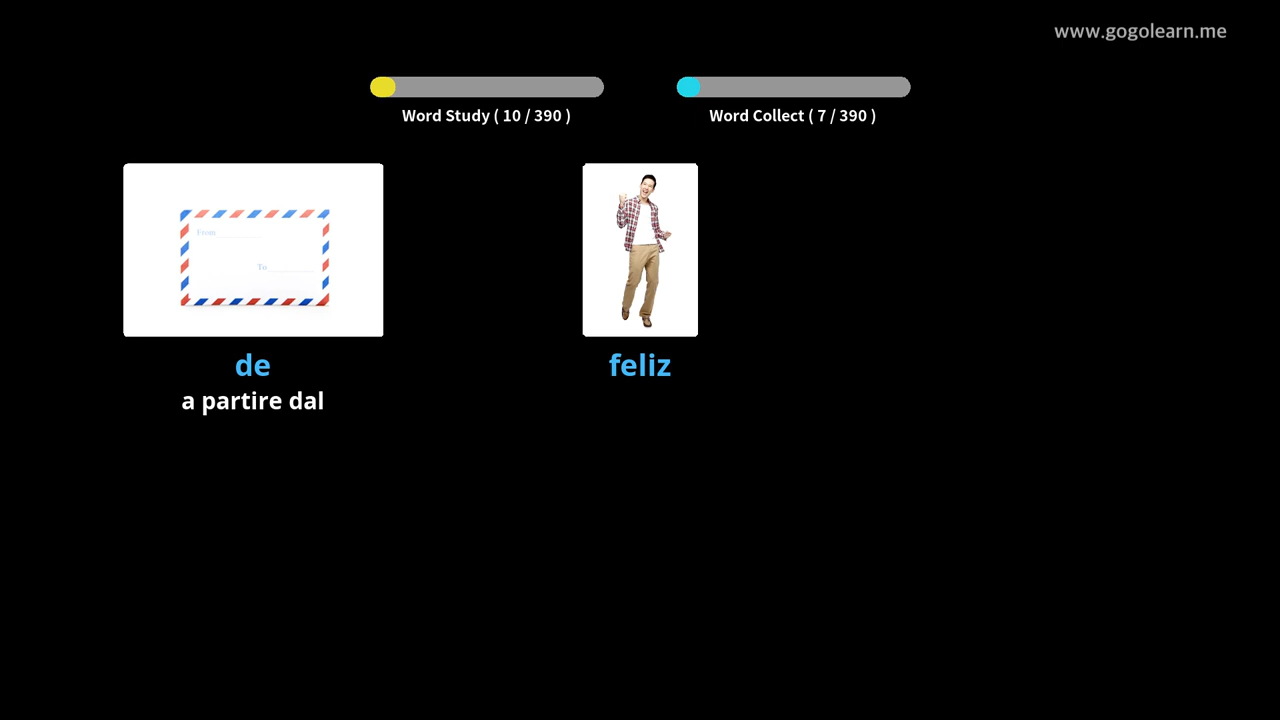 www.gogolearn.me
Word Study ( 10 / 390 )
Word Collect ( 7 / 390 )
From
To
de
feliz
a partire dal